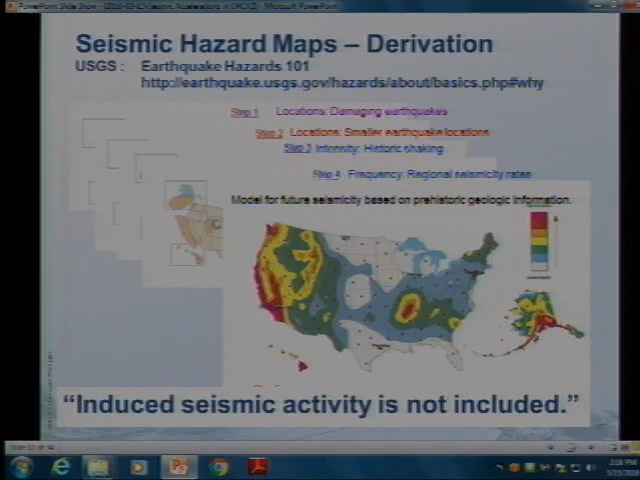 Seismic Hazard Maps – Derivation
USGS : Earthquake Hazards 101
http://earthquake.usgs.gov/hazards/about/basics.php#why
Step 1 Locations: Damaging earthquakes
Step 2 Locations: Smaller earthquake locations
Step 3 Intensity: Historic shaking
Step 4 Frequency: Regional seismicity rates
Model for future seismicity based on prehistoric geologic information.
“Induced seismic activity is not included.”